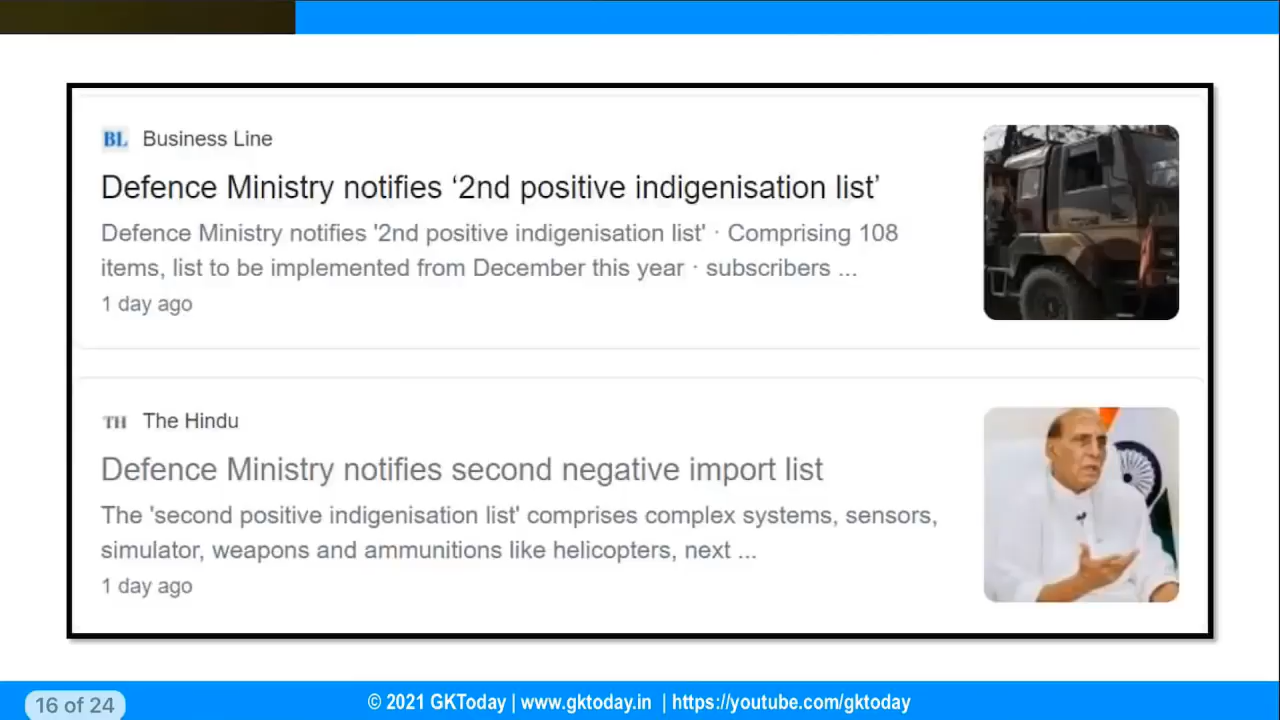 BL Business Line
Defence Ministry notifies ‘2nd positive indigenisation list’
Defence Ministry notifies '2nd positive indigenisation list' · Comprising 108
items, list to be implemented from December this year · subscribers ...
1 day ago
TH The Hindu
Defence Ministry notifies second negative import list
The 'second positive indigenisation list' comprises complex systems, sensors,
simulator, weapons and ammunitions like helicopters, next ...
1 day ago
16 of 24
© 2021 GKToday | www.gktoday.in | https://youtube.com/gktoday